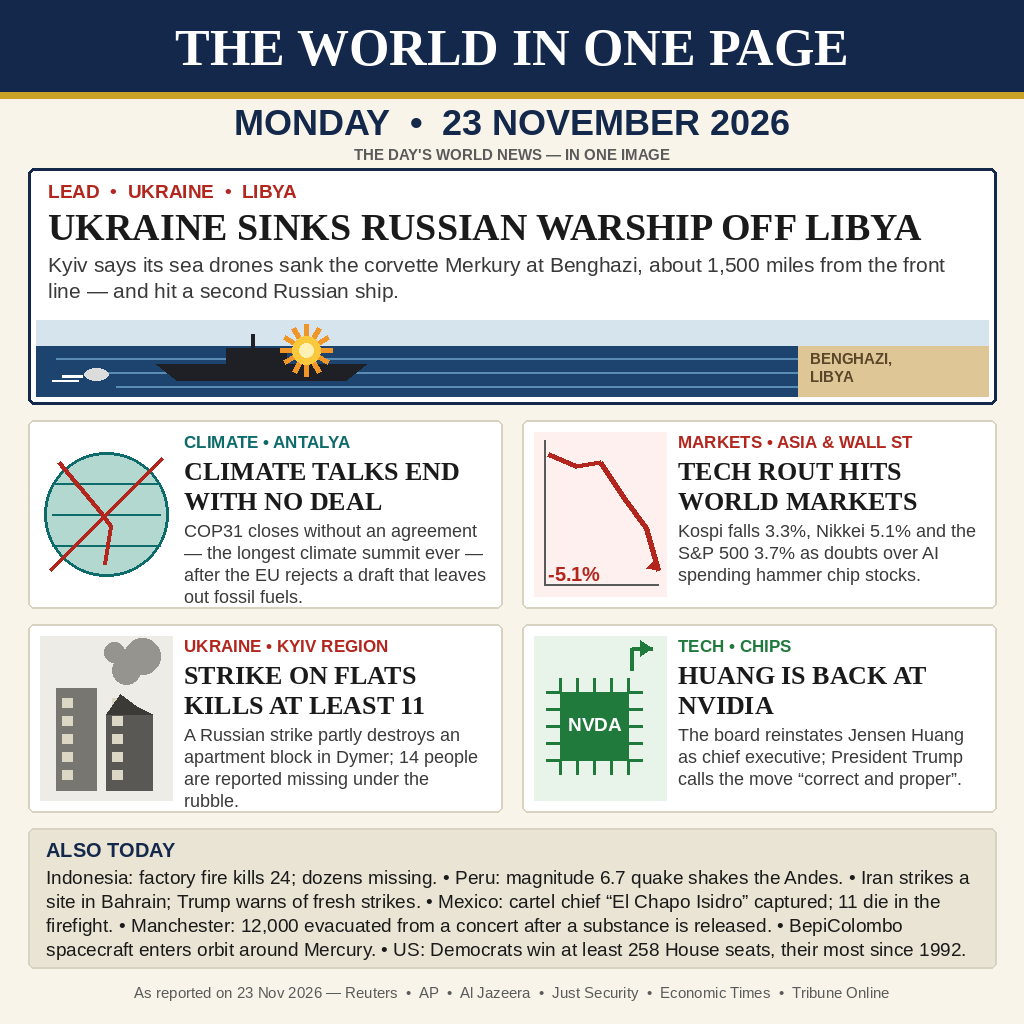 THE WORLD IN ONE PAGE
MONDAY • 23 NOVEMBER 2026
THE DAY'S WORLD NEWS — IN ONE IMAGE
LEAD • UKRAINE • LIBYA
UKRAINE SINKS RUSSIAN WARSHIP OFF LIBYA
Kyiv says its sea drones sank the corvette Merkury at Benghazi, about 1,500 miles from the front
line — and hit a second Russian ship.
BENGHAZI,
LIBYA
CLIMATE • ANTALYA
CLIMATE TALKS END
WITH NO DEAL
COP31 closes without an agreement
— the longest climate summit ever —
after the EU rejects a draft that leaves
out fossil fuels.
MARKETS • ASIA & WALL ST
TECH ROUT HITS
WORLD MARKETS
Kospi falls 3.3%, Nikkei 5.1% and the
S&P 500 3.7% as doubts over AI
spending hammer chip stocks.
-5.1%
UKRAINE • KYIV REGION
STRIKE ON FLATS
KILLS AT LEAST 11
A Russian strike partly destroys an
apartment block in Dymer; 14 people
are reported missing under the
rubble.
TECH • CHIPS
HUANG IS BACK AT
NVIDIA
The board reinstates Jensen Huang
as chief executive; President Trump
calls the move “correct and proper”.
NVDA
ALSO TODAY
Indonesia: factory fire kills 24; dozens missing. • Peru: magnitude 6.7 quake shakes the Andes. • Iran strikes a
site in Bahrain; Trump warns of fresh strikes. • Mexico: cartel chief “El Chapo Isidro” captured; 11 die in the
firefight. • Manchester: 12,000 evacuated from a concert after a substance is released. • BepiColombo
spacecraft enters orbit around Mercury. • US: Democrats win at least 258 House seats, their most since 1992.
As reported on 23 Nov 2026 — Reuters • AP • Al Jazeera • Just Security • Economic Times • Tribune Online